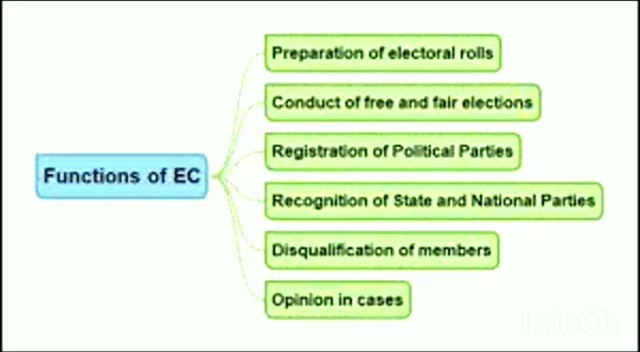 Preparation of electoral rolls
Conduct of free and fair elections
Registration of Political Parties
Functions of EC
Recognition of State and National Parties
Disqualification of members
Opinion in cases
InShOt